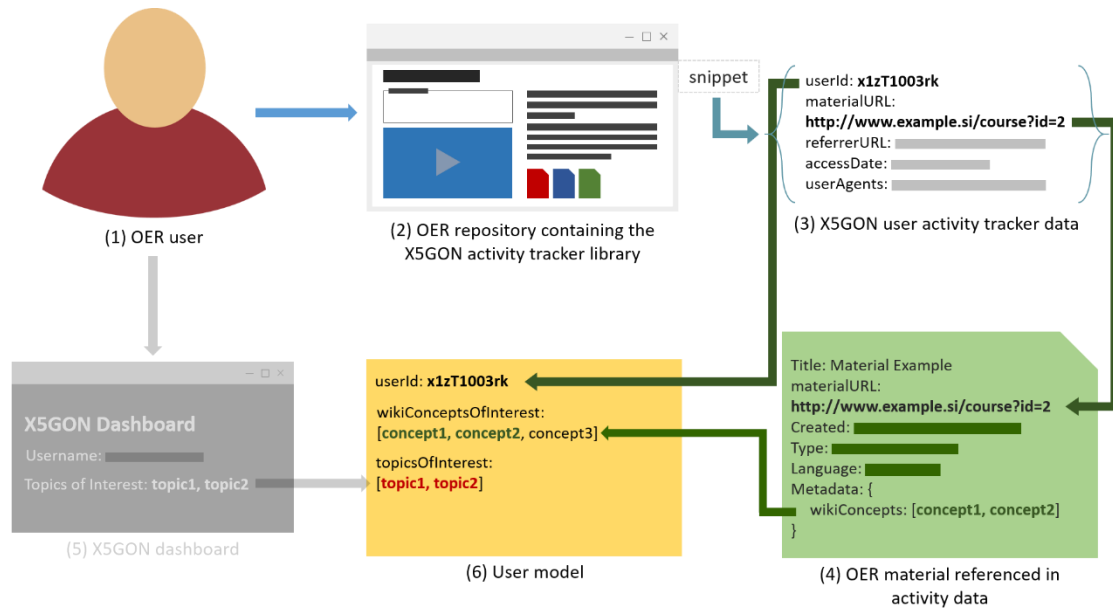 (1) OER user
(2) OER repository containing the
X5GON activity tracker library
snippet
userId: x1zT1003rk
materialURL:
http://www.example.si/course?id=2
referrerURL:
accessDate:
userAgents:
(3) X5GON user activity tracker data
Title: Material Example
materialURL:
http://www.example.si/course?id=2
Created:
Type:
Language:
Metadata: {
wikiConcepts: [concept1, concept2]
}
(4) OER material referenced in
activity data
X5GON Dashboard
Username:
Topics of Interest: topic1, topic2
(5) X5GON dashboard
userId: x1zT1003rk
wikiConceptsOfInterest:
[concept1, concept2, concept3]
topicsOfInterest:
[topic1, topic2]
(6) User model